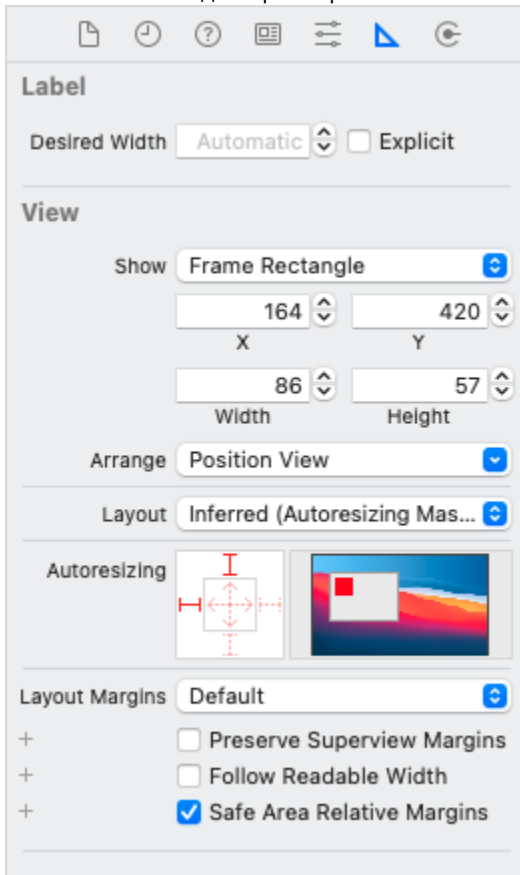 Label
Desired Width Automatic Explicit
View
Show Frame Rectangle
164 420
X Y
86 57
Width Height
Arrange Position View
Layout Inferred (Autoresizing Mas...
Autoresizing
Layout Margins Default
Preserve Superview Margins
Follow Readable Width
Safe Area Relative Margins